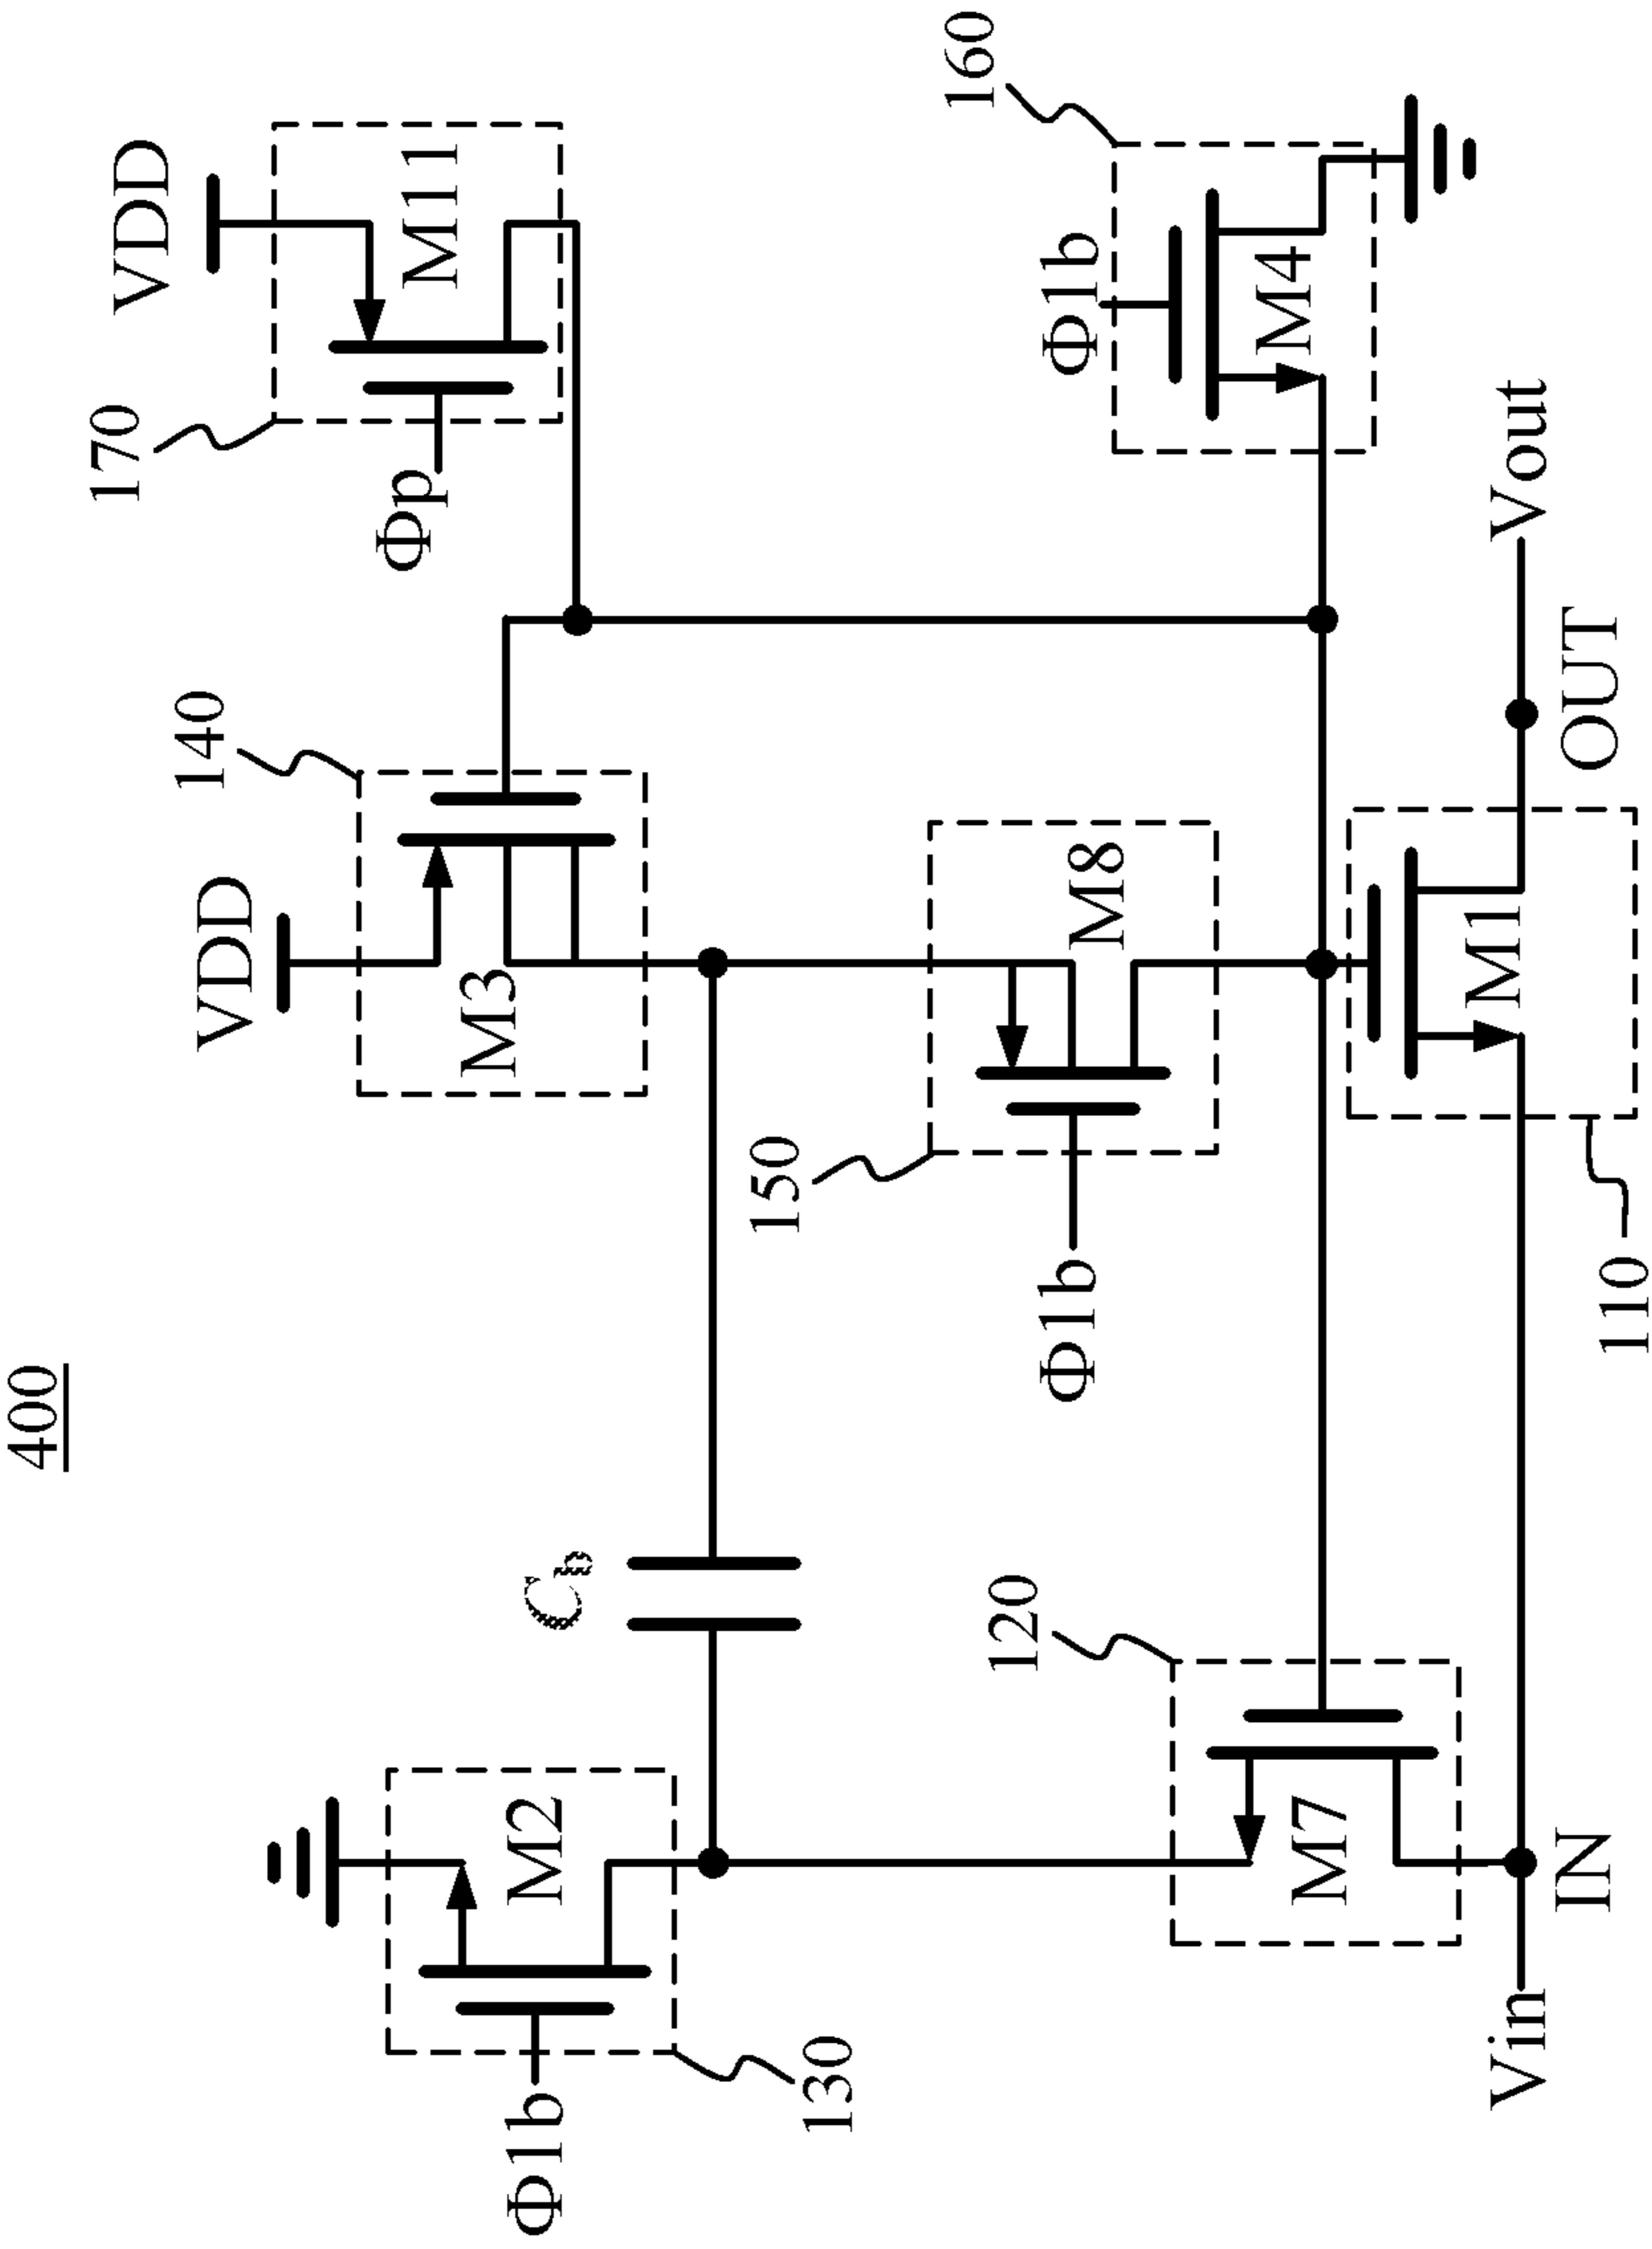 400
170
VDD
140
VDD
Φp
M11
M3
Φ1b
M2
Cb
150
130
160
120
Φ1b
M8
Φ1b
M4
M7
M1
Vin
Vout
IN
OUT
110